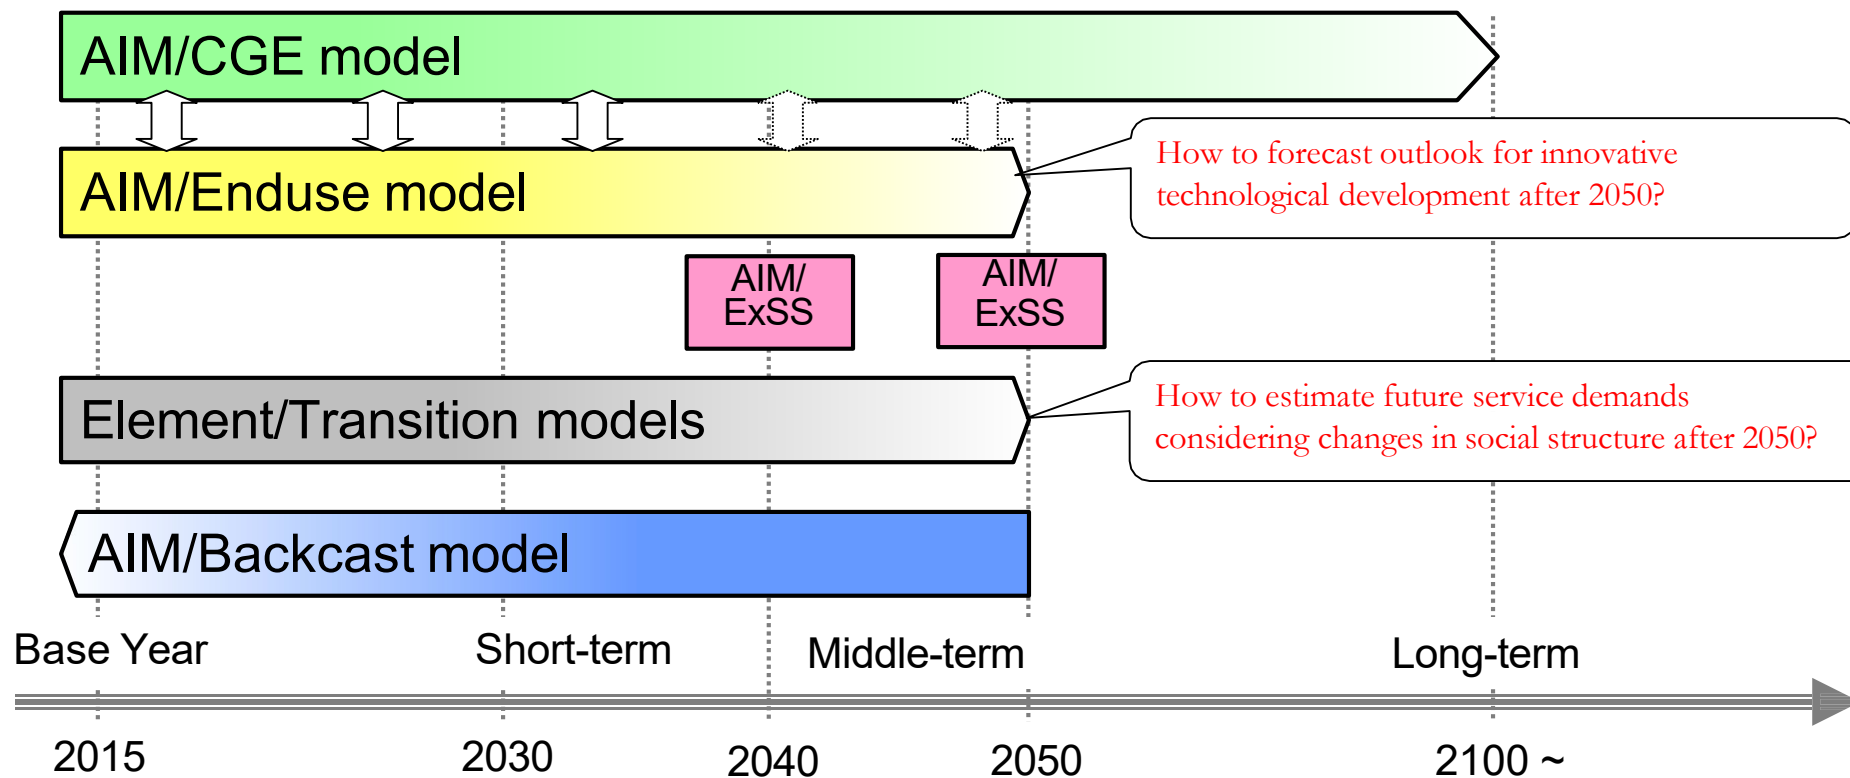 AIM/CGE model
AIM/Enduse model
How to forecast outlook for innovative
technological development after 2050?
AIM/
ExSS
AIM/
ExSS
Element/Transition models
How to estimate future service demands
considering changes in social structure after 2050?
AIM/Backcast model
Base Year
Short-term
Middle-term
Long-term
2015
2030
2040
2050
2100 ~